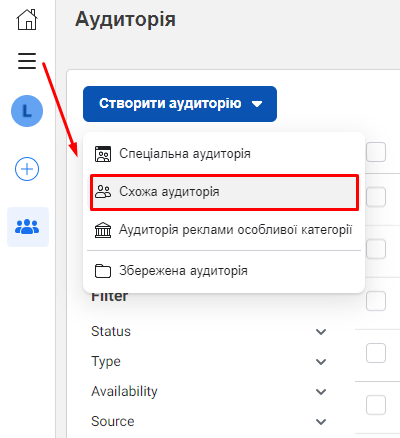 Аудиторія
Створити аудиторію
L
Спеціальна аудиторія
Схожа аудиторія
Аудиторія реклами особливої категорії
Збережена аудиторія
Filter
Status
Type
Availability
Source